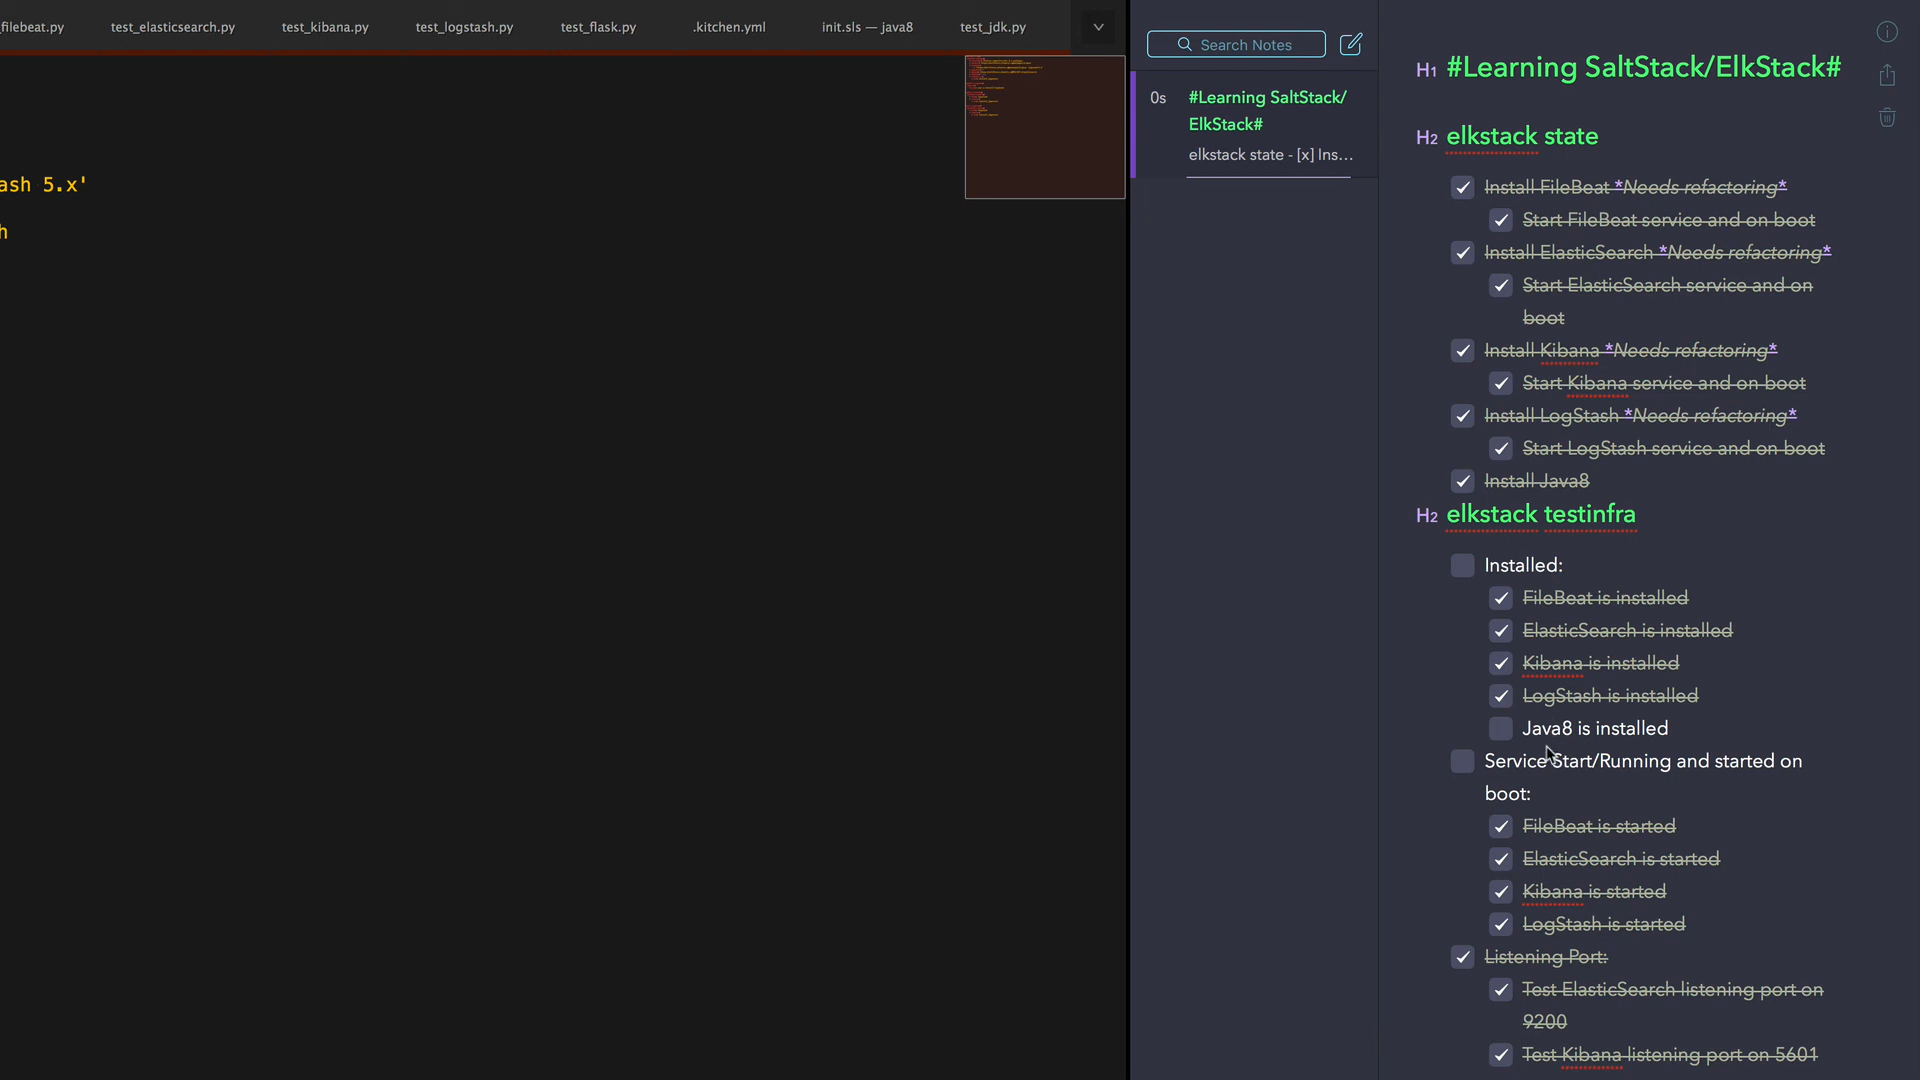 filebeat.py test_elasticsearch.py test_kibana.py test_logstash.py test_flask.py .kitchen.yml init.sls — java8 test_jdk.py
ash 5.x'
h
Search Notes
0s #Learning SaltStack/
ElkStack#
elkstack state - [x] Ins...
H1 #Learning SaltStack/ElkStack#
H2 elkstack state
Install FileBeat *Needs refactoring*
Start FileBeat service and on boot
Install ElasticSearch *Needs refactoring*
Start ElasticSearch service and on
boot
Install Kibana *Needs refactoring*
Start Kibana service and on boot
Install LogStash *Needs refactoring*
Start LogStash service and on boot
Install Java8
H2 elkstack testinfra
Installed:
FileBeat is installed
ElasticSearch is installed
Kibana is installed
LogStash is installed
Java8 is installed
Service Start/Running and started on
boot:
FileBeat is started
ElasticSearch is started
Kibana is started
LogStash is started
Listening Port:
Test ElasticSearch listening port on
9200
Test Kibana listening port on 5601